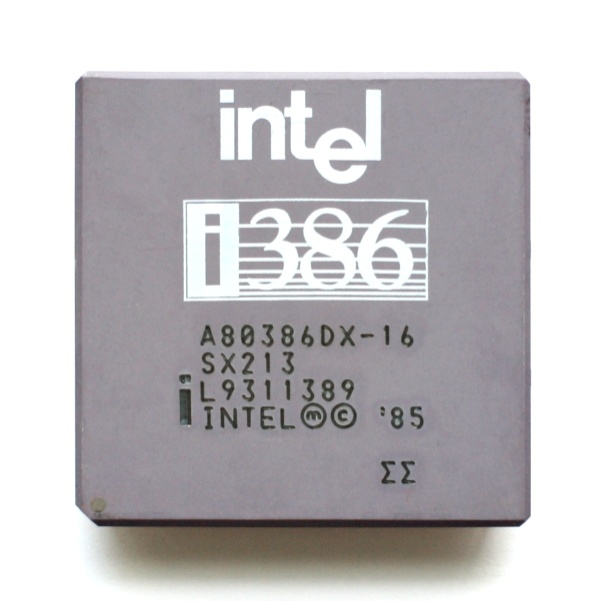 intel
i386
A80386DX-16
SX213
L9311389
INTEL Ⓜ © '85
ΣΣ